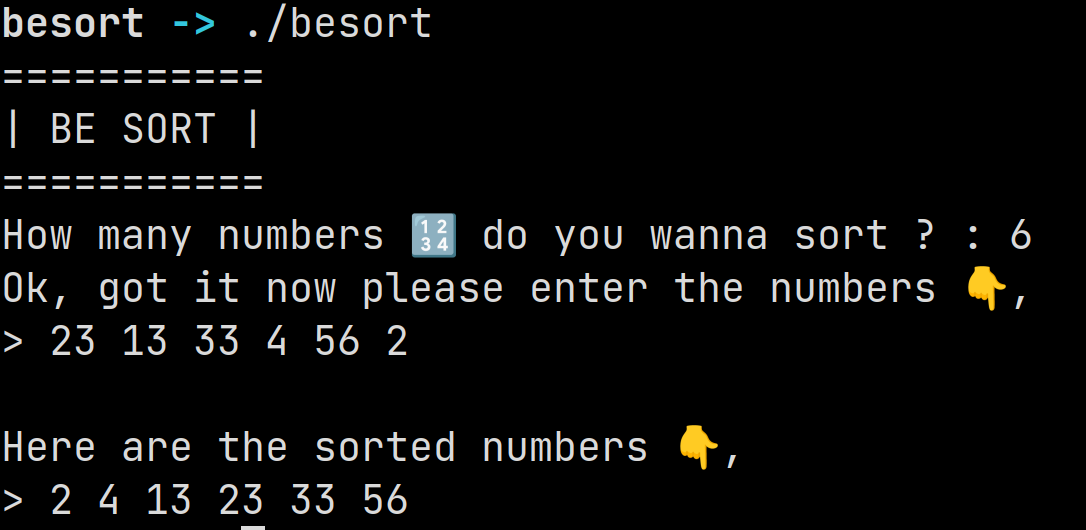 besort -> ./besort
===========
| BE SORT |
===========
How many numbers 🔢 do you wanna sort ? : 6
Ok, got it now please enter the numbers 👇,
> 23 13 33 4 56 2
Here are the sorted numbers 👇,
> 2 4 13 23 33 56